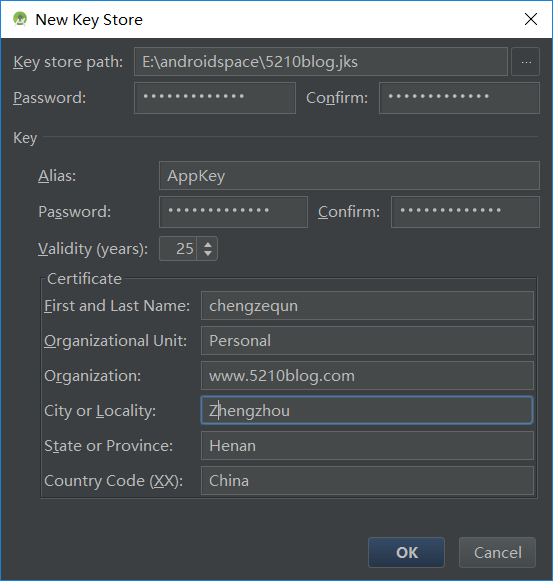 New Key Store
Key store path: E:\androidspace\5210blog.jks ...
Password: ••••••••••••• Confirm: •••••••••••••
Key
Alias: AppKey
Password: ••••••••••••• Confirm: •••••••••••••
Validity (years): 25
Certificate
First and Last Name: chengzequn
Organizational Unit: Personal
Organization: www.5210blog.com
City or Locality: Zhengzhou
State or Province: Henan
Country Code (XX): China
OK Cancel